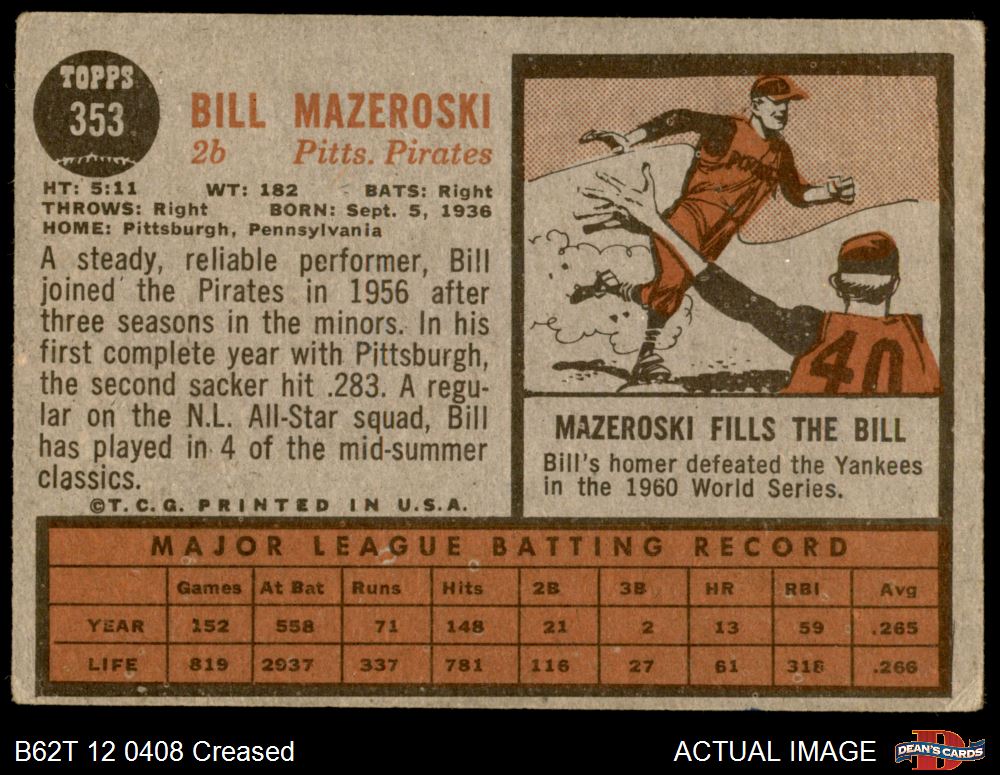 TOPPS
353
BILL MAZEROSKI
2b Pitts. Pirates
HT: 5:11 WT: 182 BATS: Right
THROWS: Right BORN: Sept. 5, 1936
HOME: Pittsburgh, Pennsylvania
A steady, reliable performer, Bill
joined the Pirates in 1956 after
three seasons in the minors. In his
first complete year with Pittsburgh,
the second sacker hit .283. A regu-
lar on the N.L. All-Star squad, Bill
has played in 4 of the mid-summer
classics.
©T.C.G. PRINTED IN U.S.A.
40
MAZEROSKI FILLS THE BILL
Bill's homer defeated the Yankees
in the 1960 World Series.
MAJOR LEAGUE BATTING RECORD
Games At Bat Runs Hits 2B 3B HR RBI Avg
YEAR 152 558 71 148 21 2 13 59 .265
LIFE 819 2937 337 781 116 27 61 318 .266
B62T 12 0408 Creased
ACTUAL IMAGE
DEAN'S CARDS